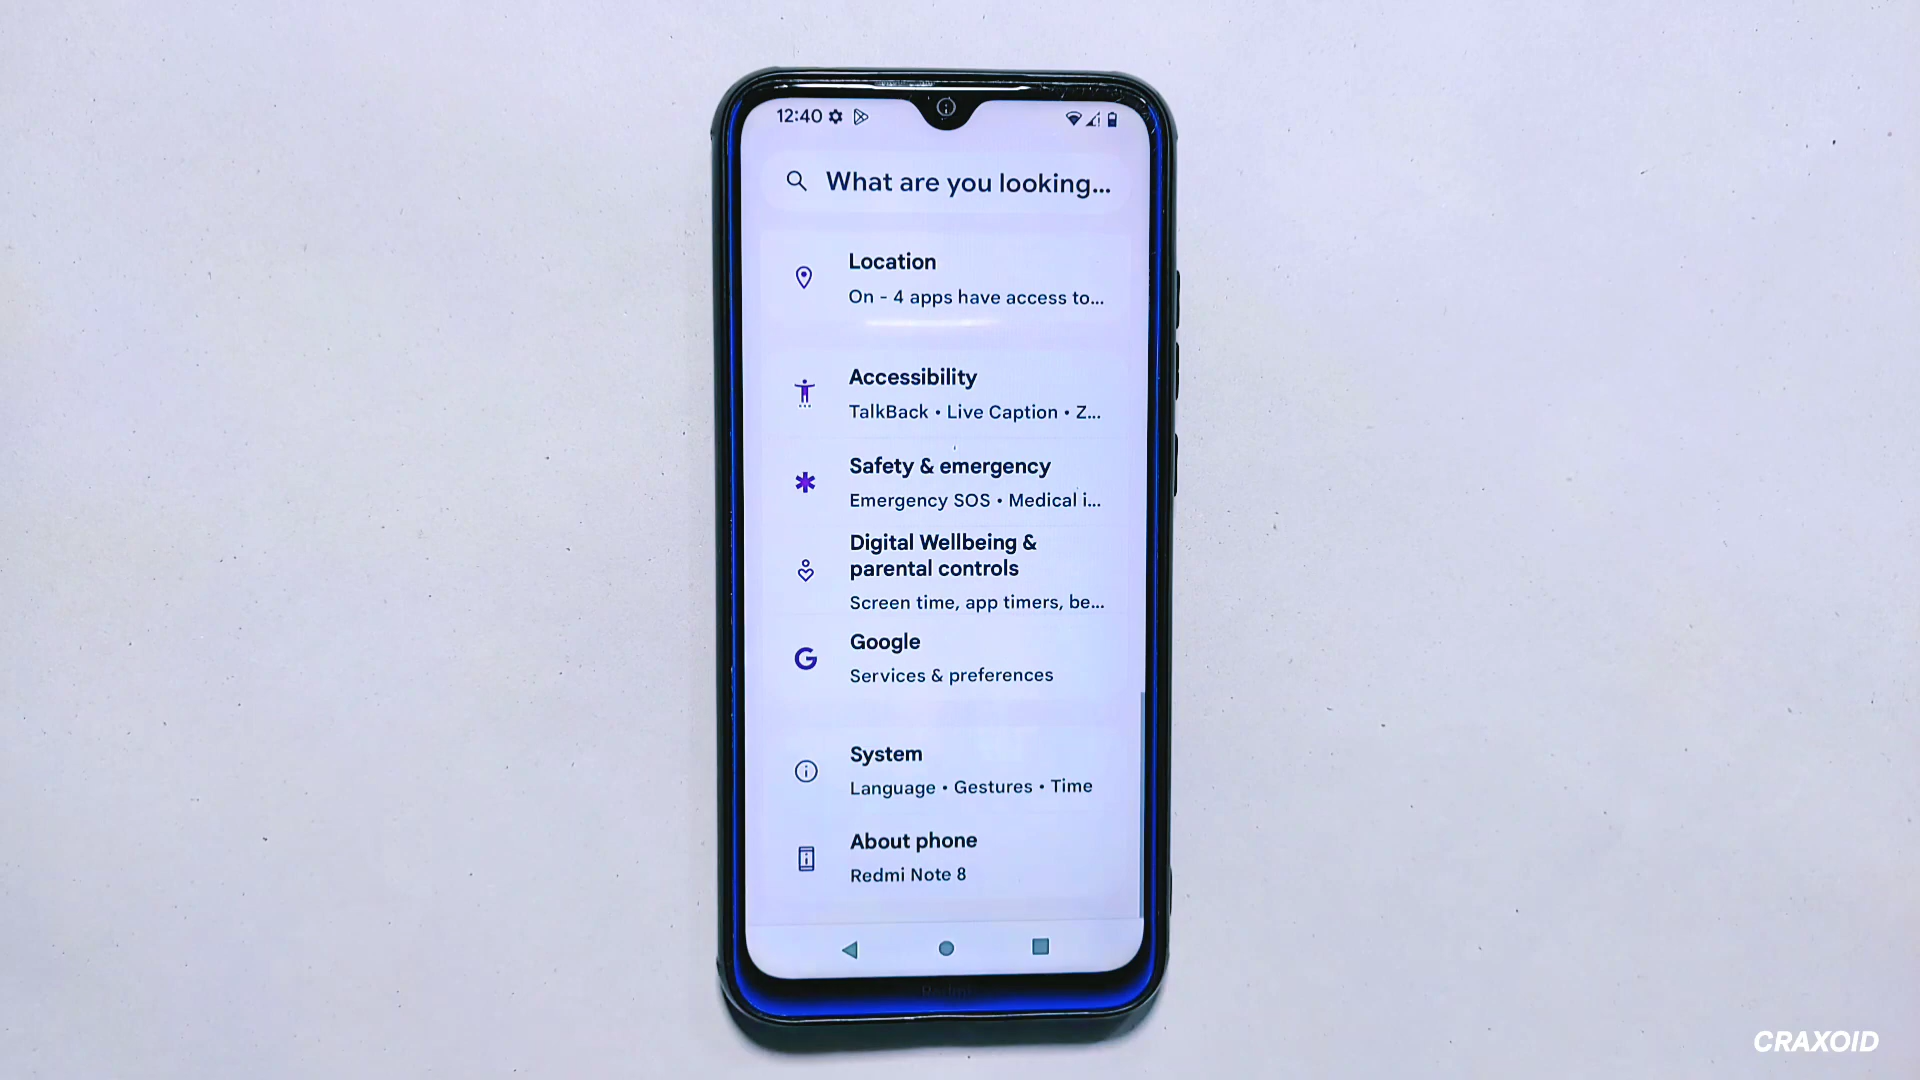 12:40
What are you looking...
Location
On - 4 apps have access to...
Accessibility
TalkBack • Live Caption • Z...
Safety & emergency
Emergency SOS • Medical i...
Digital Wellbeing &
parental controls
Screen time, app timers, be...
Google
Services & preferences
System
Language • Gestures • Time
About phone
Redmi Note 8
Redmi
CRAXOID